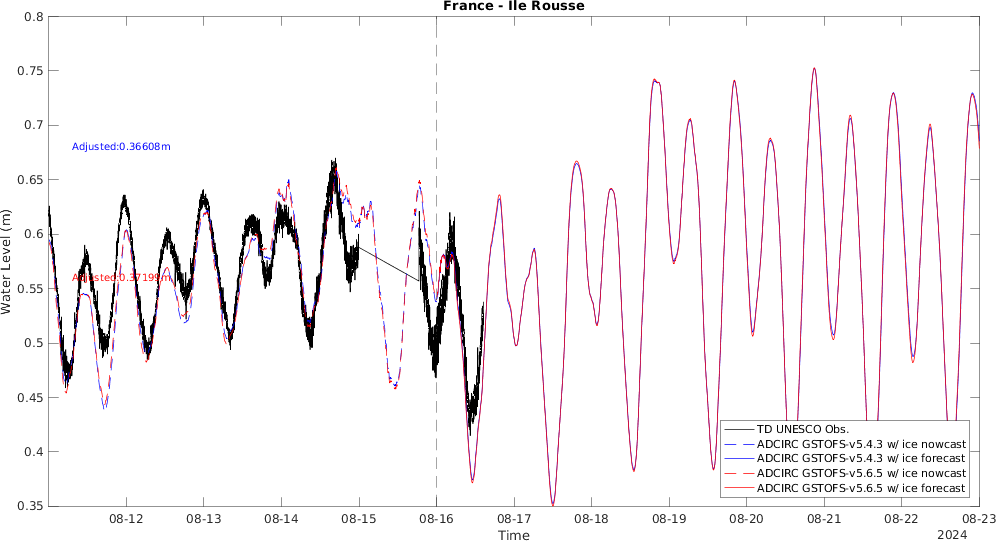 France - Ile Rousse
Water Level (m)
0.8
0.75
0.7
0.65
0.6
0.55
0.5
0.45
0.4
0.35
Adjusted:0.36608m
Adjusted:0.37199m
TD UNESCO Obs.
ADCIRC GSTOFS-v5.4.3 w/ ice nowcast
ADCIRC GSTOFS-v5.4.3 w/ ice forecast
ADCIRC GSTOFS-v5.6.5 w/ ice nowcast
ADCIRC GSTOFS-v5.6.5 w/ ice forecast
08-12 08-13 08-14 08-15 08-16 08-17 08-18 08-19 08-20 08-21 08-22 08-23
Time
2024